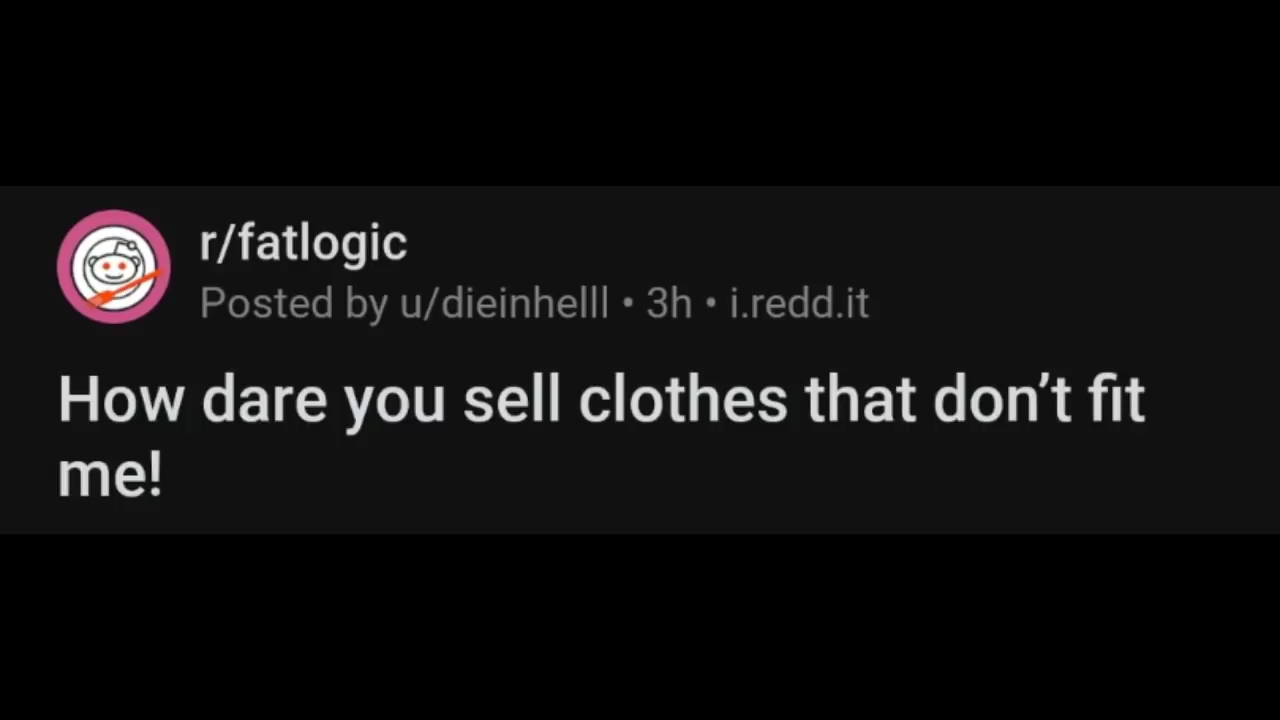 r/fatlogic
Posted by u/dieinhelll • 3h • i.redd.it
How dare you sell clothes that don’t fit
me!